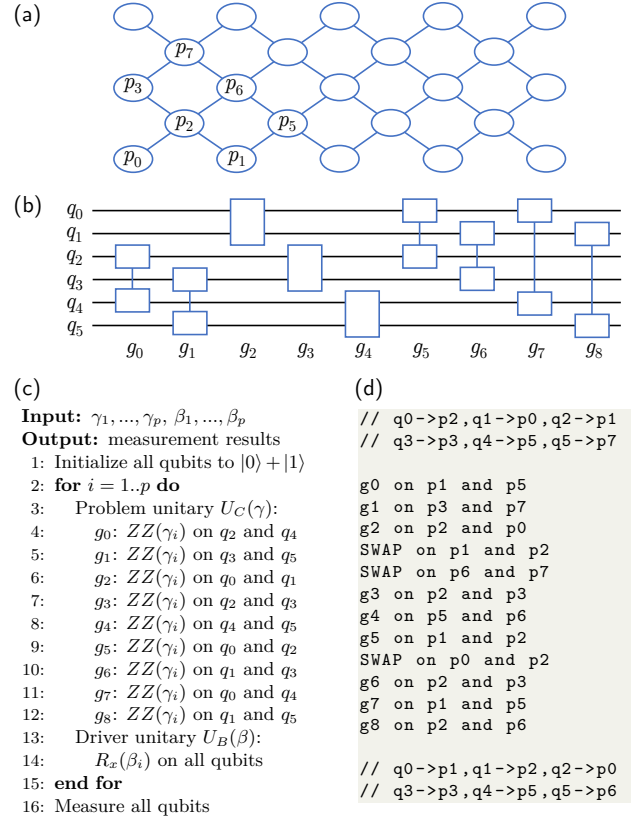 (a)
p7
p3 p6
p2 p5
p0 p1
(b)
q0
q1
q2
q3
q4
q5
g0 g1 g2 g3 g4 g5 g6 g7 g8
(c)
Input: γ1, ..., γp, β1, ..., βp
Output: measurement results
1: Initialize all qubits to |0⟩ + |1⟩
2: for i = 1..p do
3: Problem unitary UC(γ):
4: g0: ZZ(γi) on q2 and q4
5: g1: ZZ(γi) on q3 and q5
6: g2: ZZ(γi) on q0 and q1
7: g3: ZZ(γi) on q2 and q3
8: g4: ZZ(γi) on q4 and q5
9: g5: ZZ(γi) on q0 and q2
10: g6: ZZ(γi) on q1 and q3
11: g7: ZZ(γi) on q0 and q4
12: g8: ZZ(γi) on q1 and q5
13: Driver unitary UB(β):
14: Rx(βi) on all qubits
15: end for
16: Measure all qubits
(d)
// q0->p2,q1->p0,q2->p1
// q3->p3,q4->p5,q5->p7
g0 on p1 and p5
g1 on p3 and p7
g2 on p2 and p0
SWAP on p1 and p2
SWAP on p6 and p7
g3 on p2 and p3
g4 on p5 and p6
g5 on p1 and p2
SWAP on p0 and p2
g6 on p2 and p3
g7 on p1 and p5
g8 on p2 and p6
// q0->p1,q1->p2,q2->p0
// q3->p3,q4->p5,q5->p6